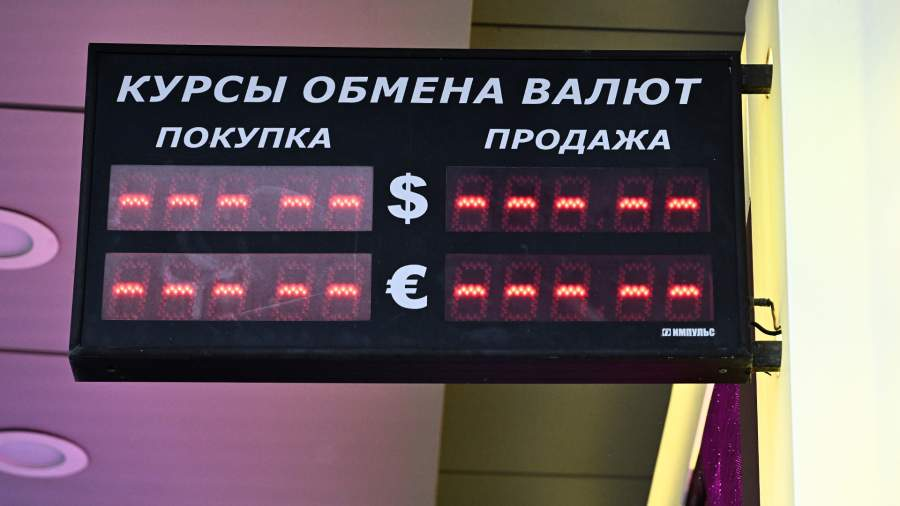 КУРСЫ ОБМЕНА ВАЛЮТ
ПОКУПКА ПРОДАЖА
----- $ -----
----- € -----
ИМПУЛЬС